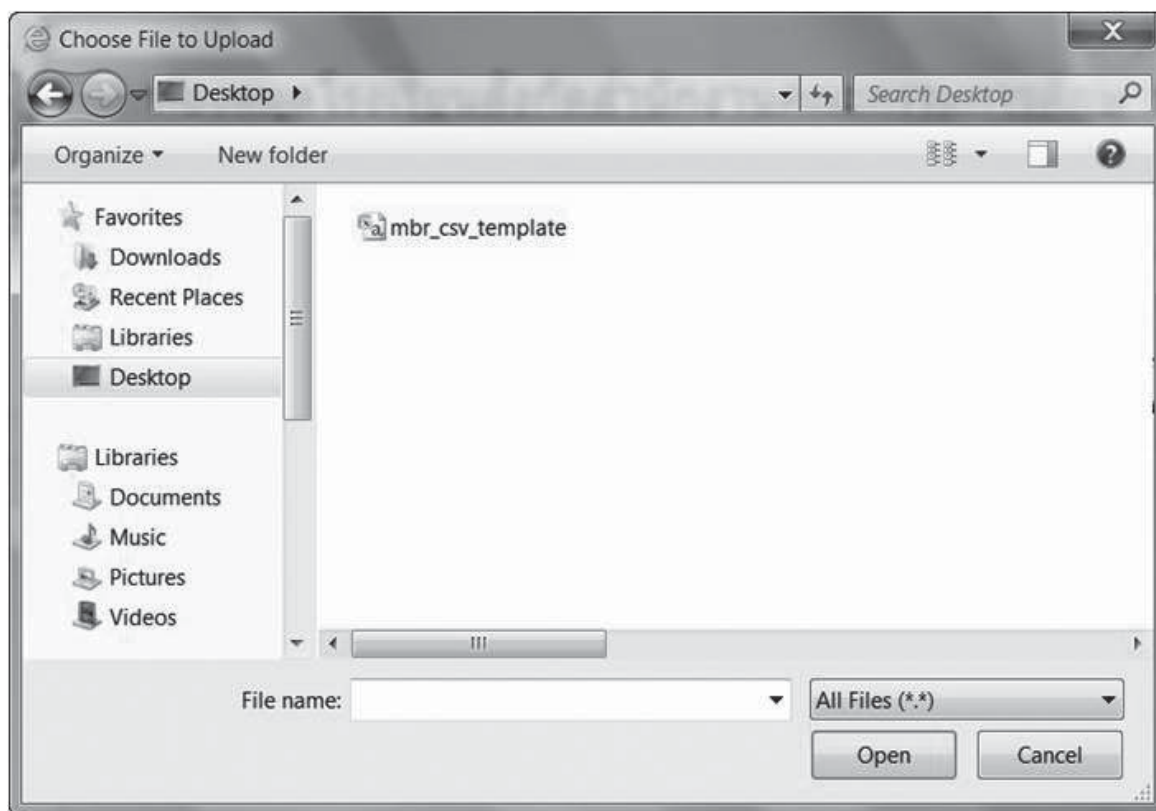 Choose File to Upload
Desktop
Search Desktop
Organize
New folder
Favorites
Downloads
Recent Places
Libraries
Desktop
Libraries
Documents
Music
Pictures
Videos
mbr_csv_template
File name:
All Files (*.*)
Open
Cancel